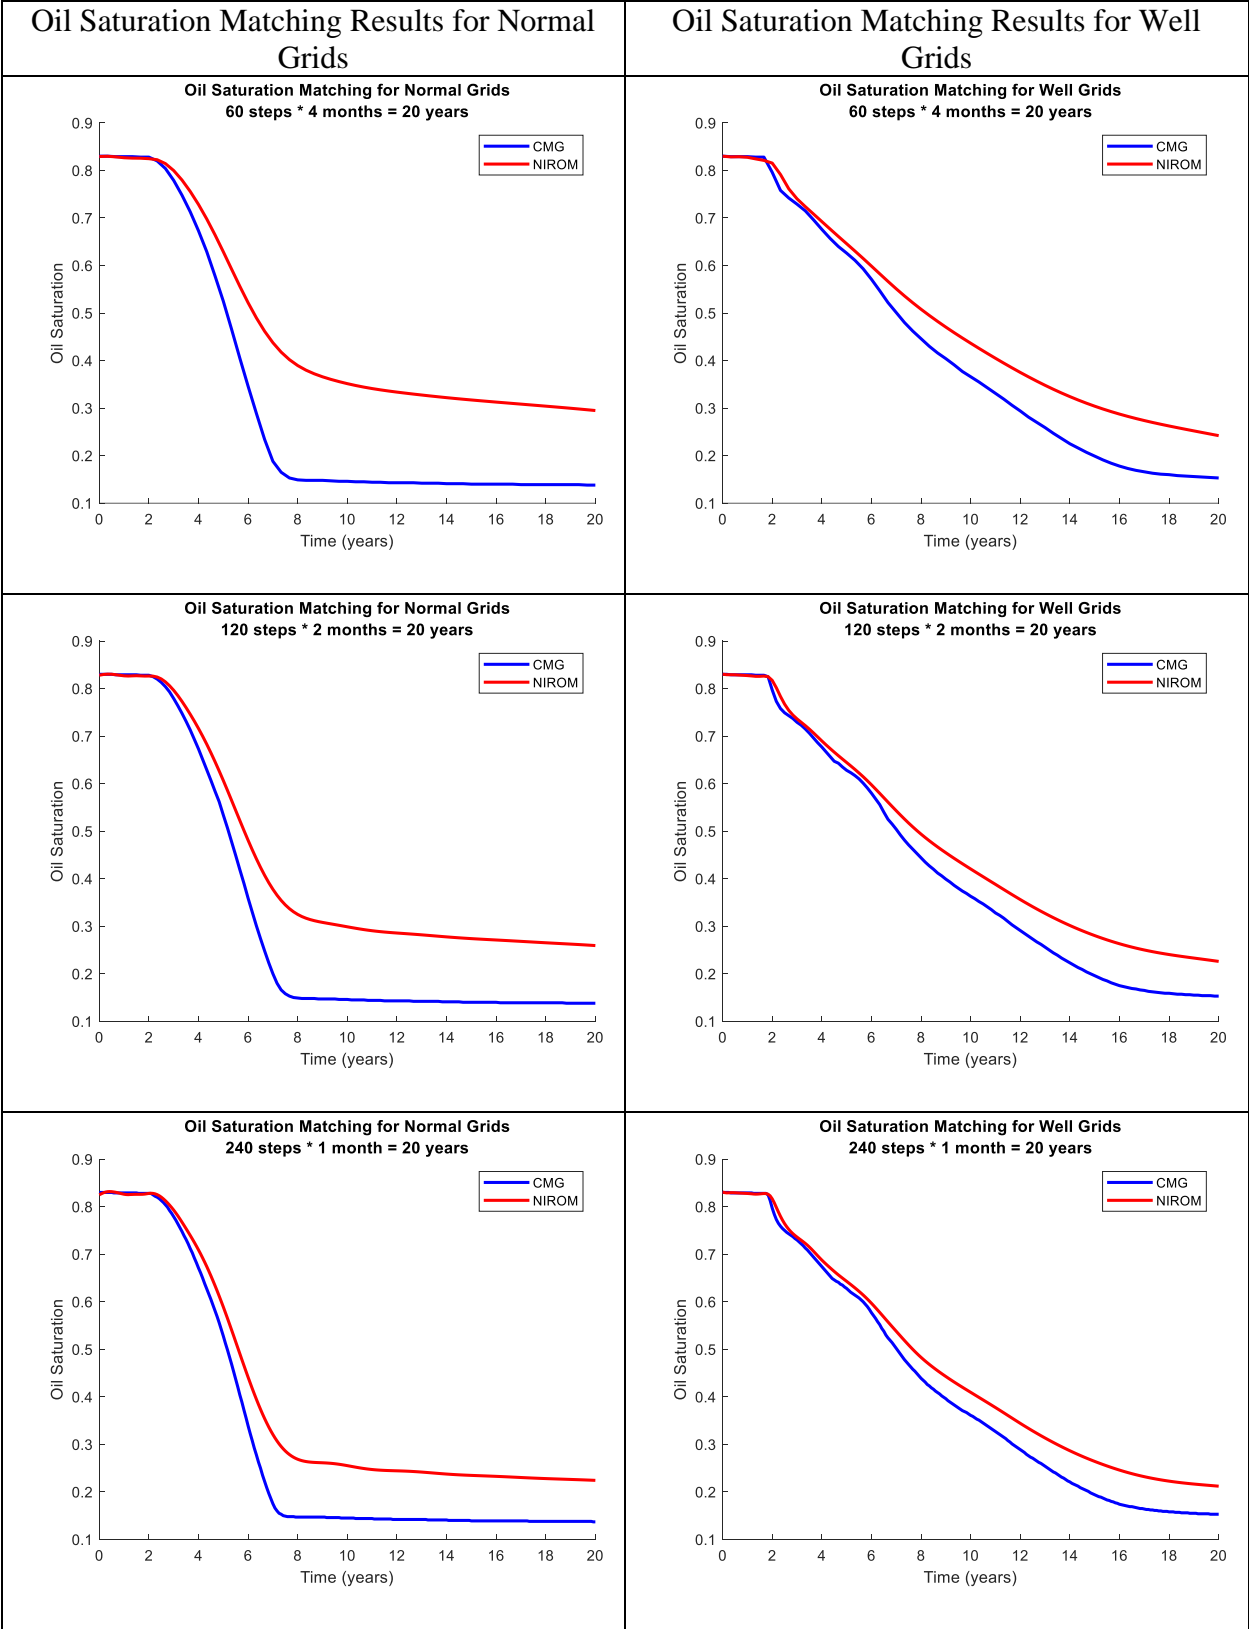 Oil Saturation Matching Results for Normal
Grids
Oil Saturation Matching Results for Well
Grids
Oil Saturation Matching for Normal Grids
60 steps * 4 months = 20 years
CMG
NIROM
Oil Saturation
0.9
0.8
0.7
0.6
0.5
0.4
0.3
0.2
0.1
0 2 4 6 8 10 12 14 16 18 20
Time (years)
Oil Saturation Matching for Well Grids
60 steps * 4 months = 20 years
CMG
NIROM
Oil Saturation
0.9
0.8
0.7
0.6
0.5
0.4
0.3
0.2
0.1
0 2 4 6 8 10 12 14 16 18 20
Time (years)
Oil Saturation Matching for Normal Grids
120 steps * 2 months = 20 years
CMG
NIROM
Oil Saturation
0.9
0.8
0.7
0.6
0.5
0.4
0.3
0.2
0.1
0 2 4 6 8 10 12 14 16 18 20
Time (years)
Oil Saturation Matching for Well Grids
120 steps * 2 months = 20 years
CMG
NIROM
Oil Saturation
0.9
0.8
0.7
0.6
0.5
0.4
0.3
0.2
0.1
0 2 4 6 8 10 12 14 16 18 20
Time (years)
Oil Saturation Matching for Normal Grids
240 steps * 1 month = 20 years
CMG
NIROM
Oil Saturation
0.9
0.8
0.7
0.6
0.5
0.4
0.3
0.2
0.1
0 2 4 6 8 10 12 14 16 18 20
Time (years)
Oil Saturation Matching for Well Grids
240 steps * 1 month = 20 years
CMG
NIROM
Oil Saturation
0.9
0.8
0.7
0.6
0.5
0.4
0.3
0.2
0.1
0 2 4 6 8 10 12 14 16 18 20
Time (years)